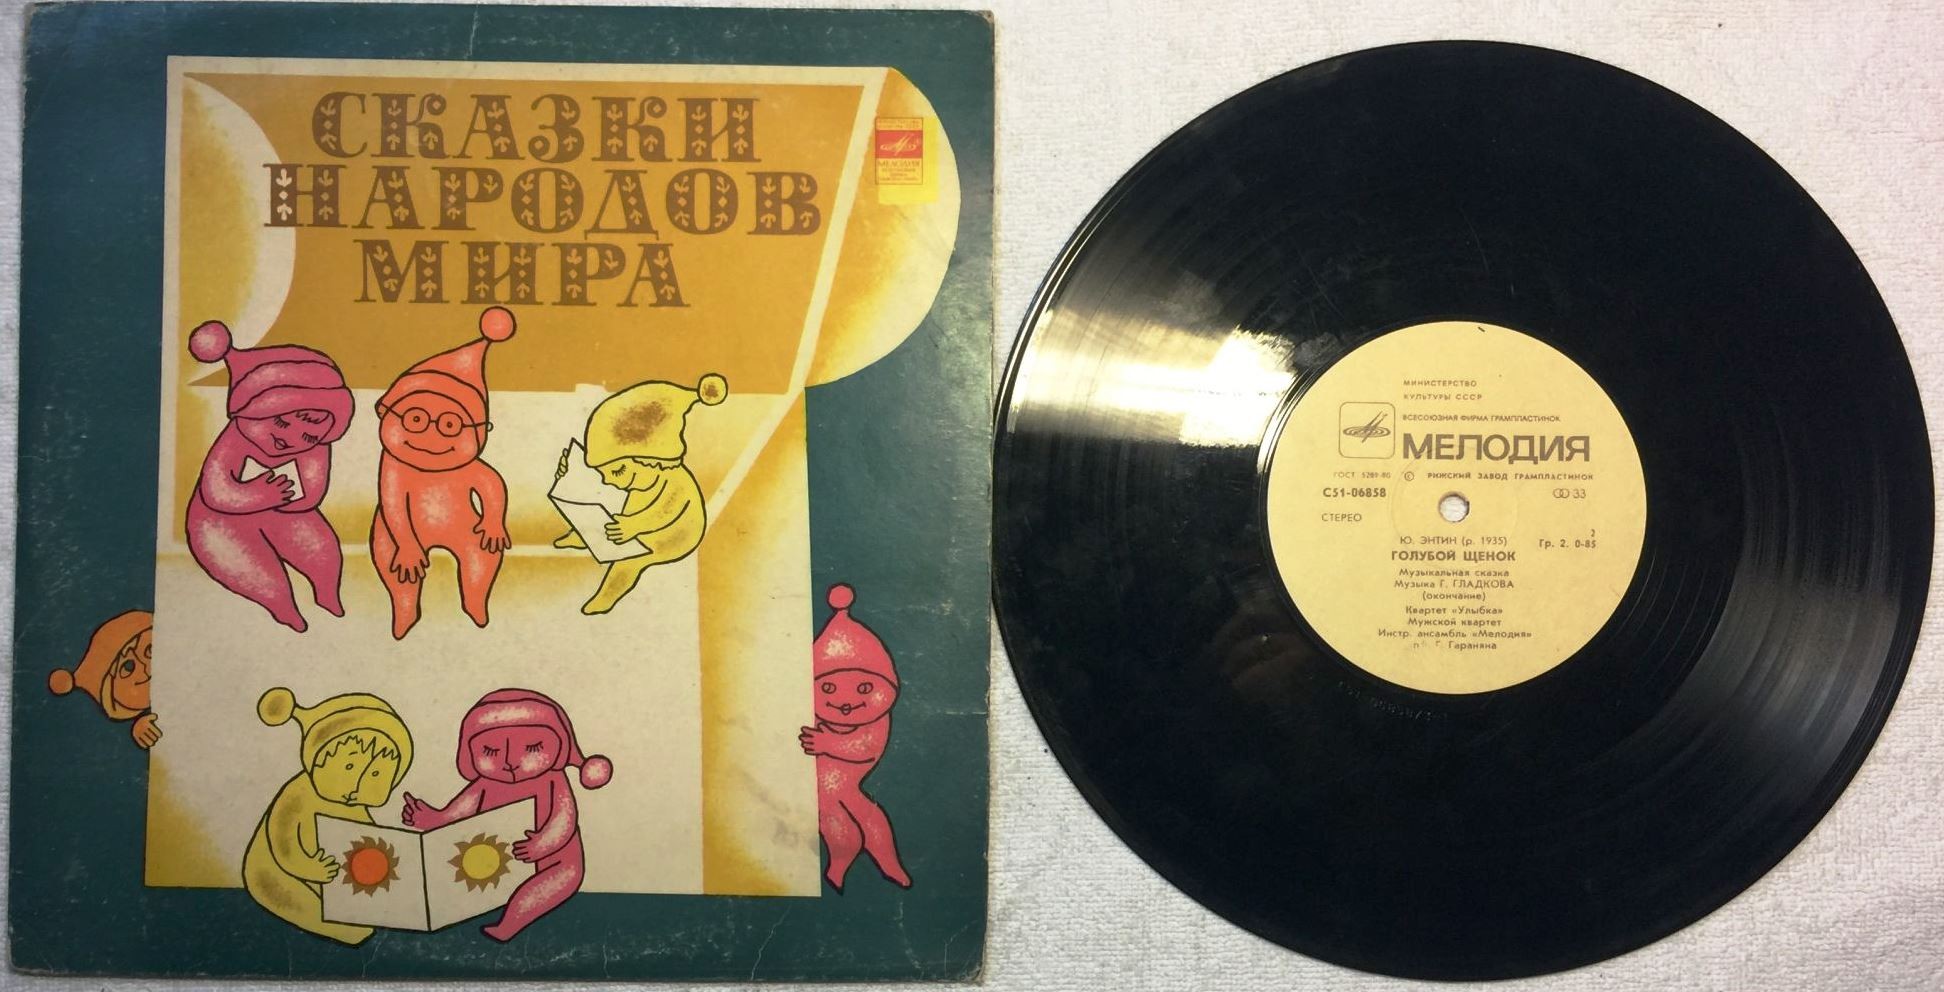 СКАЗКИ
НАРОДОВ
МИРА
МЕЛОДИЯ
МИНИСТЕРСТВО
КУЛЬТУРЫ СССР
ВСЕСОЮЗНАЯ ФИРМА ГРАМПЛАСТИНОК
МЕЛОДИЯ
ГОСТ 5289-80 © РИЖСКИЙ ЗАВОД ГРАМПЛАСТИНОК
С51-06858 33
СТЕРЕО
2
Ю. ЭНТИН (р. 1935) Гр. 2. 0-85
ГОЛУБОЙ ЩЕНОК
Музыкальная сказка
Музыка Г. ГЛАДКОВА
(окончание)
Квартет «Улыбка»
Мужской квартет
Инстр. ансамбль «Мелодия»
Г. Гараняна